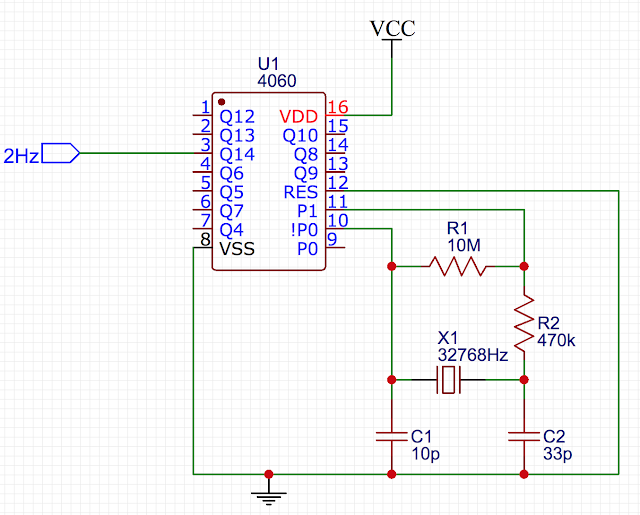 VCC
U1
4060
1 Q12 VDD 16
2 Q13 Q10 15
2Hz 3 Q14 Q8 14
4 Q6 Q9 13
5 Q5 RES 12
6 Q7 P1 11
7 Q4 !P0 10
8 VSS P0 9
R1
10M
R2
470k
X1
32768Hz
C1
10p
C2
33p